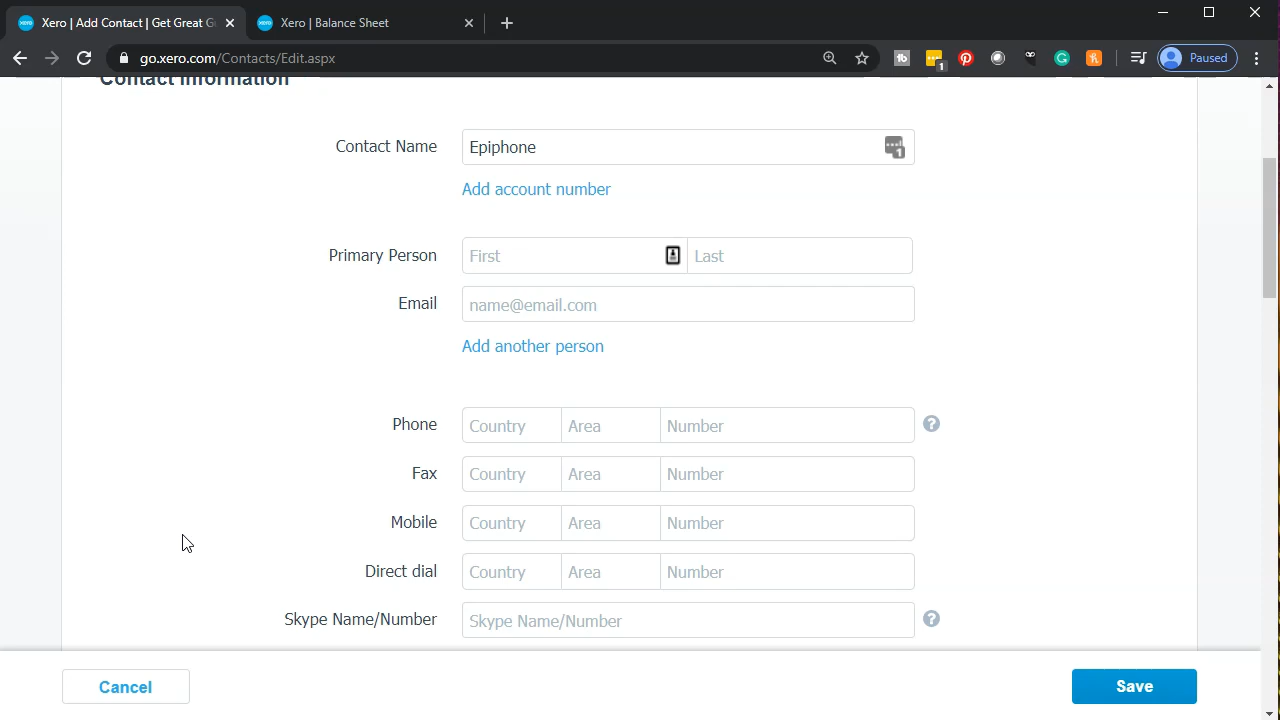 Xero | Add Contact | Get Great G
Xero | Balance Sheet
go.xero.com/Contacts/Edit.aspx
1
Paused
Contact Information
Contact Name
Epiphone
1
Add account number
Primary Person
First
Last
Email
name@email.com
Add another person
Phone
Country
Area
Number
?
Fax
Country
Area
Number
Mobile
Country
Area
Number
Direct dial
Country
Area
Number
Skype Name/Number
Skype Name/Number
?
Cancel
Save